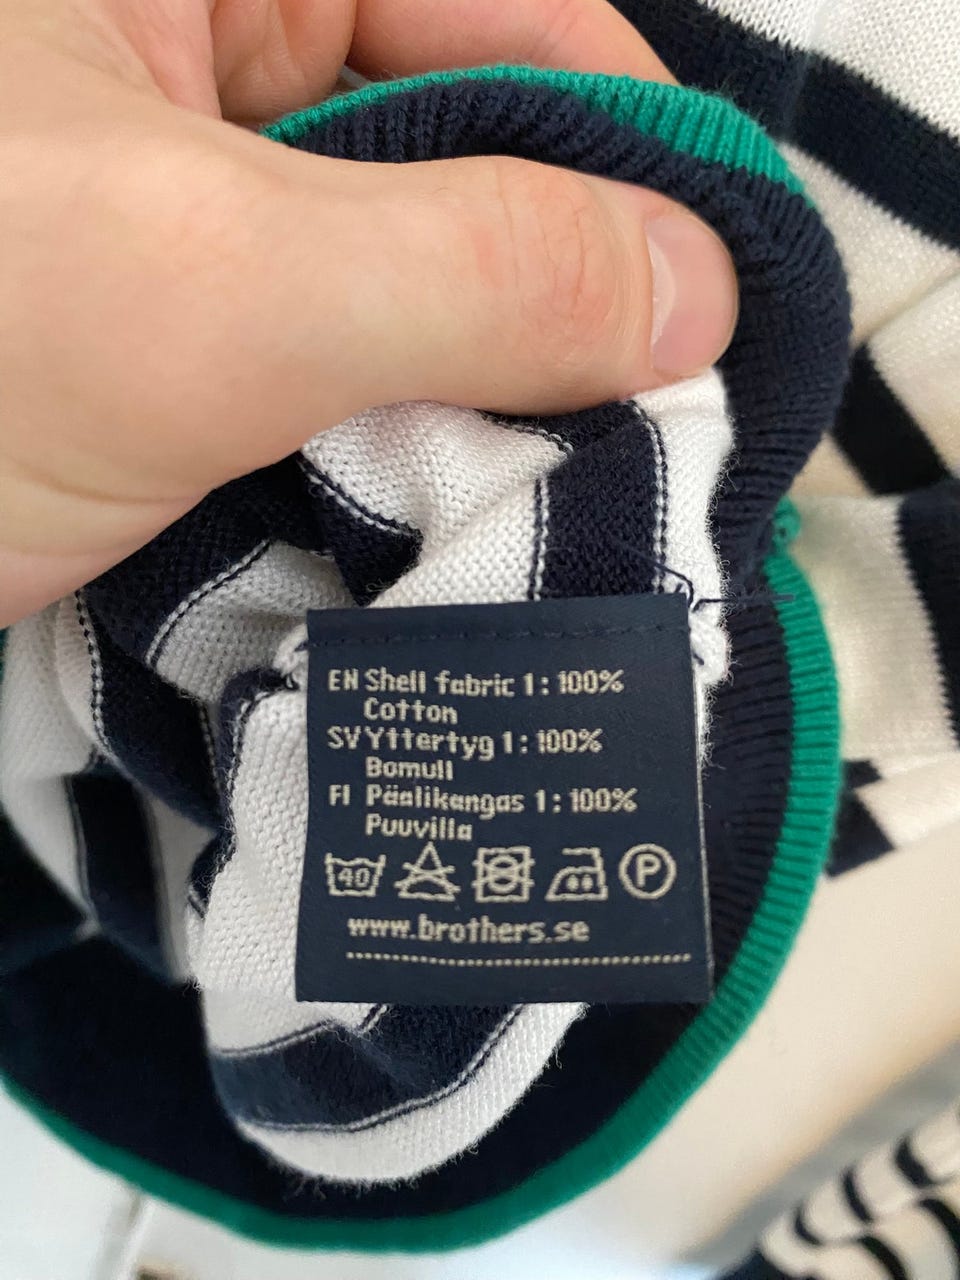 EN Shell fabric 1 : 100%
Cotton
SV Yttertyg 1 : 100%
Bomull
FI Päälikangas 1 : 100%
Puuvilla
40 P
www.brothers.se